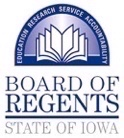 EDUCATION RESEARCH SERVICE ACCOUNTABILITY
BOARD OF
REGENTS
STATE OF IOWA